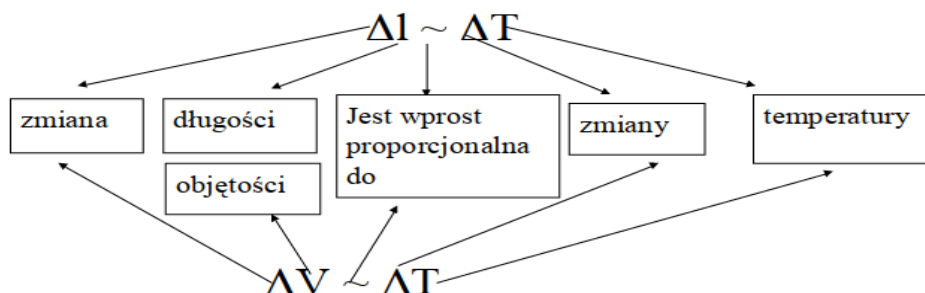 Δl ~ ΔT
zmiana
długości
Jest wprost
proporcjonalna
do
zmiany
temperatury
objętości
ΔV ~ ΔT